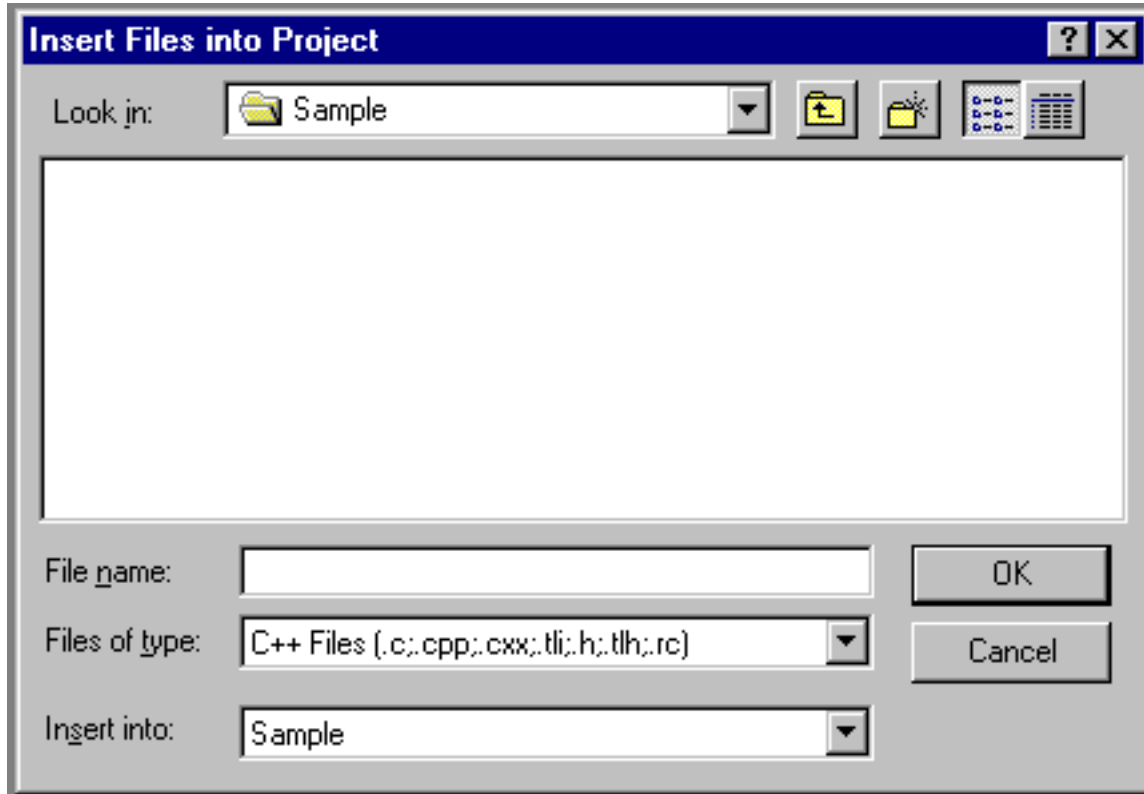 Insert Files into Project
Look in: Sample
File name: OK
Files of type: C++ Files (.c;.cpp;.cxx;.tli;.h;.tlh;.rc) Cancel
Insert into: Sample